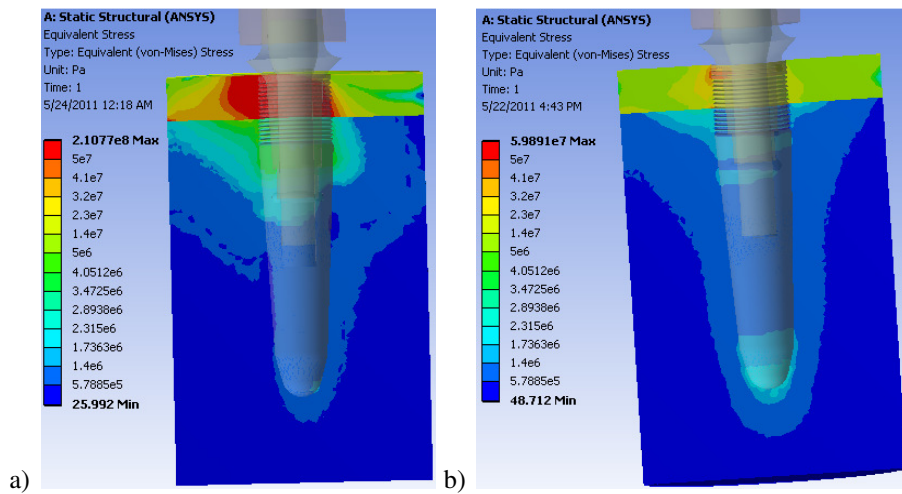 A: Static Structural (ANSYS)
Equivalent Stress
Type: Equivalent (von-Mises) Stress
Unit: Pa
Time: 1
5/24/2011 12:18 AM
2.1077e8 Max
5e7
4.1e7
3.2e7
2.3e7
1.4e7
5e6
4.0512e6
3.4725e6
2.8938e6
2.315e6
1.7363e6
1.4e6
5.7885e5
25.992 Min
a)
A: Static Structural (ANSYS)
Equivalent Stress
Type: Equivalent (von-Mises) Stress
Unit: Pa
Time: 1
5/22/2011 4:43 PM
5.9891e7 Max
5e7
4.1e7
3.2e7
2.3e7
1.4e7
5e6
4.0512e6
3.4725e6
2.8938e6
2.315e6
1.7363e6
1.4e6
5.7885e5
48.712 Min
b)